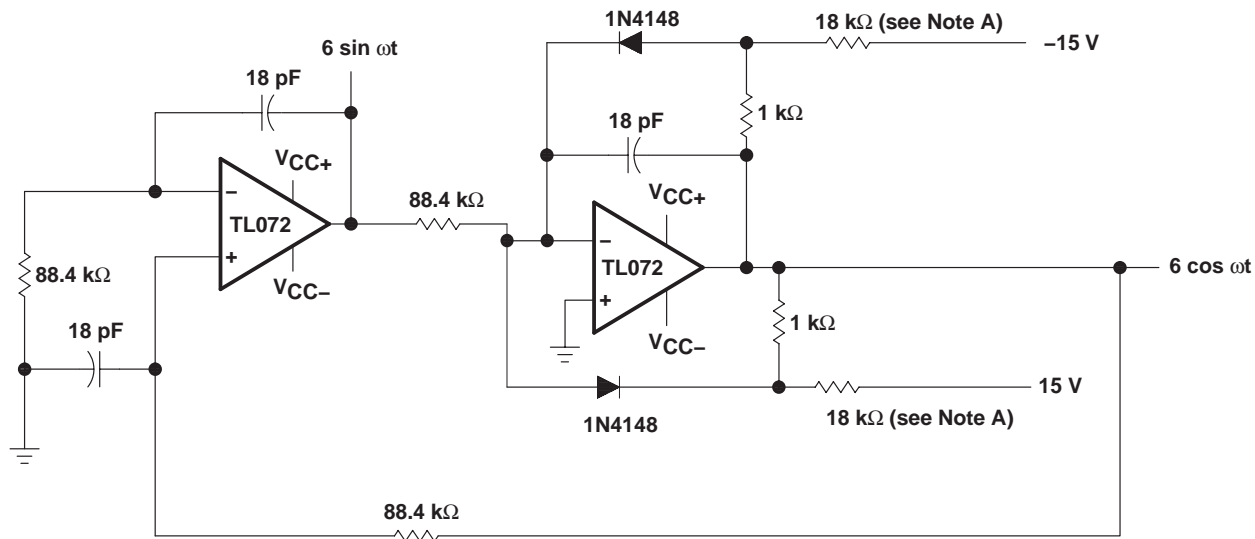 1N4148
18 kΩ (see Note A)
–15 V
6 sin ωt
18 pF
1 kΩ
18 pF
VCC+
–
TL072
+
VCC–
88.4 kΩ
VCC+
–
TL072
+
VCC–
6 cos ωt
88.4 kΩ
18 pF
1 kΩ
15 V
1N4148
18 kΩ (see Note A)
88.4 kΩ